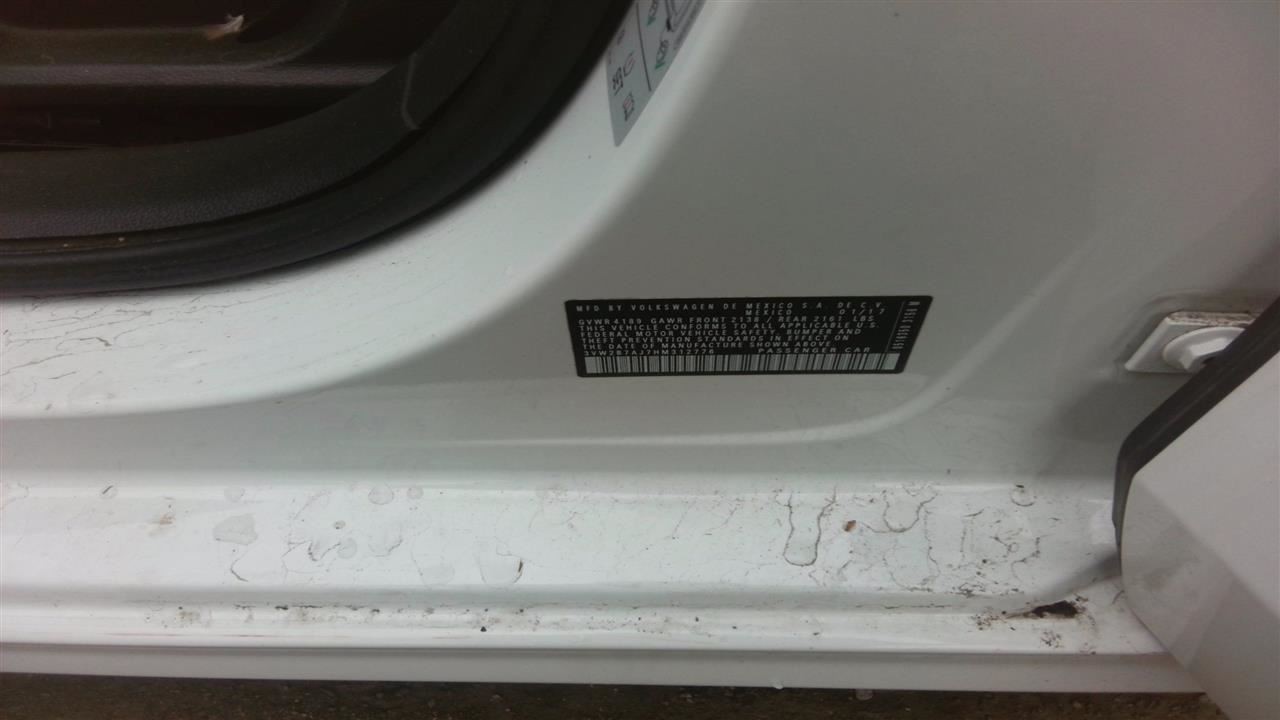 MFD BY VOLKSWAGEN DE MEXICO S.A. DE C.V.
MEXICO 01/17
GVWR 4189 GAWR FRONT 2138 / REAR 2161 LBS
THIS VEHICLE CONFORMS TO ALL APPLICABLE U.S.
FEDERAL MOTOR VEHICLE SAFETY, BUMPER AND
THEFT PREVENTION STANDARDS IN EFFECT ON
THE DATE OF MANUFACTURE SHOWN ABOVE.
3VW2B7AJ7HM312776 PASSENGER CAR